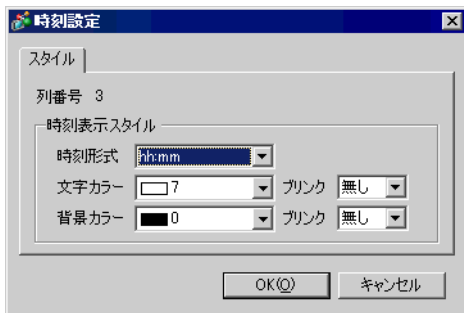 時刻設定
スタイル
列番号 3
時刻表示スタイル
時刻形式 hh:mm
文字カラー 7 ブリンク 無し
背景カラー 0 ブリンク 無し
OK(O) キャンセル